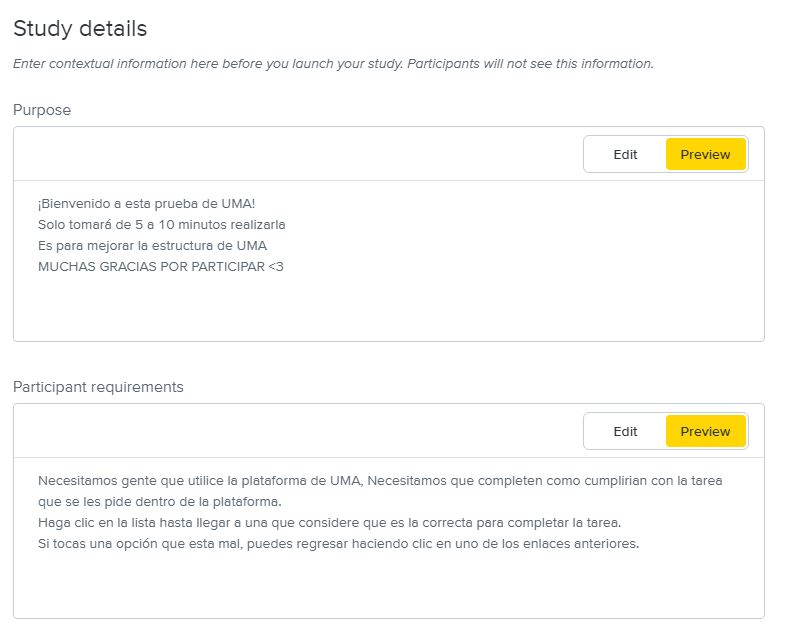 Study details
Enter contextual information here before you launch your study. Participants will not see this information.
Purpose
Edit
Preview
¡Bienvenido a esta prueba de UMA!
Solo tomará de 5 a 10 minutos realizarla
Es para mejorar la estructura de UMA
MUCHAS GRACIAS POR PARTICIPAR <3
Participant requirements
Edit
Preview
Necesitamos gente que utilice la plataforma de UMA, Necesitamos que completen como cumplirian con la tarea
que se les pide dentro de la plataforma.
Haga clic en la lista hasta llegar a una que considere que es la correcta para completar la tarea.
Si tocas una opción que esta mal, puedes regresar haciendo clic en uno de los enlaces anteriores.